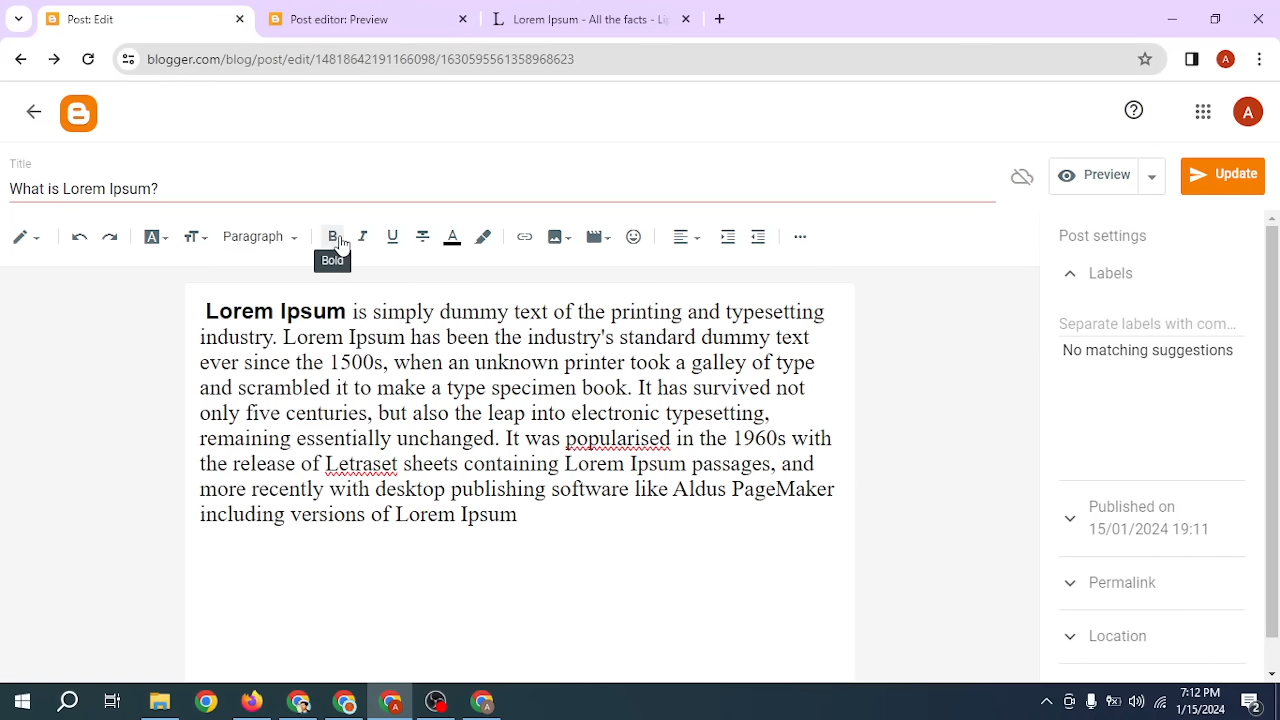 Post: Edit
Post editor: Preview
Lorem Ipsum - All the facts - Li
blogger.com/blog/post/edit/14818642191166098/1630595561358968623
A
A
Title
What is Lorem Ipsum?
Preview
Update
Paragraph
B
Bold
Post settings
Labels
Separate labels with com...
No matching suggestions
Lorem Ipsum is simply dummy text of the printing and typesetting
industry. Lorem Ipsum has been the industry's standard dummy text
ever since the 1500s, when an unknown printer took a galley of type
and scrambled it to make a type specimen book. It has survived not
only five centuries, but also the leap into electronic typesetting,
remaining essentially unchanged. It was popularised in the 1960s with
the release of Letraset sheets containing Lorem Ipsum passages, and
more recently with desktop publishing software like Aldus PageMaker
including versions of Lorem Ipsum
Published on
15/01/2024 19:11
Permalink
Location
7:12 PM
1/15/2024
2